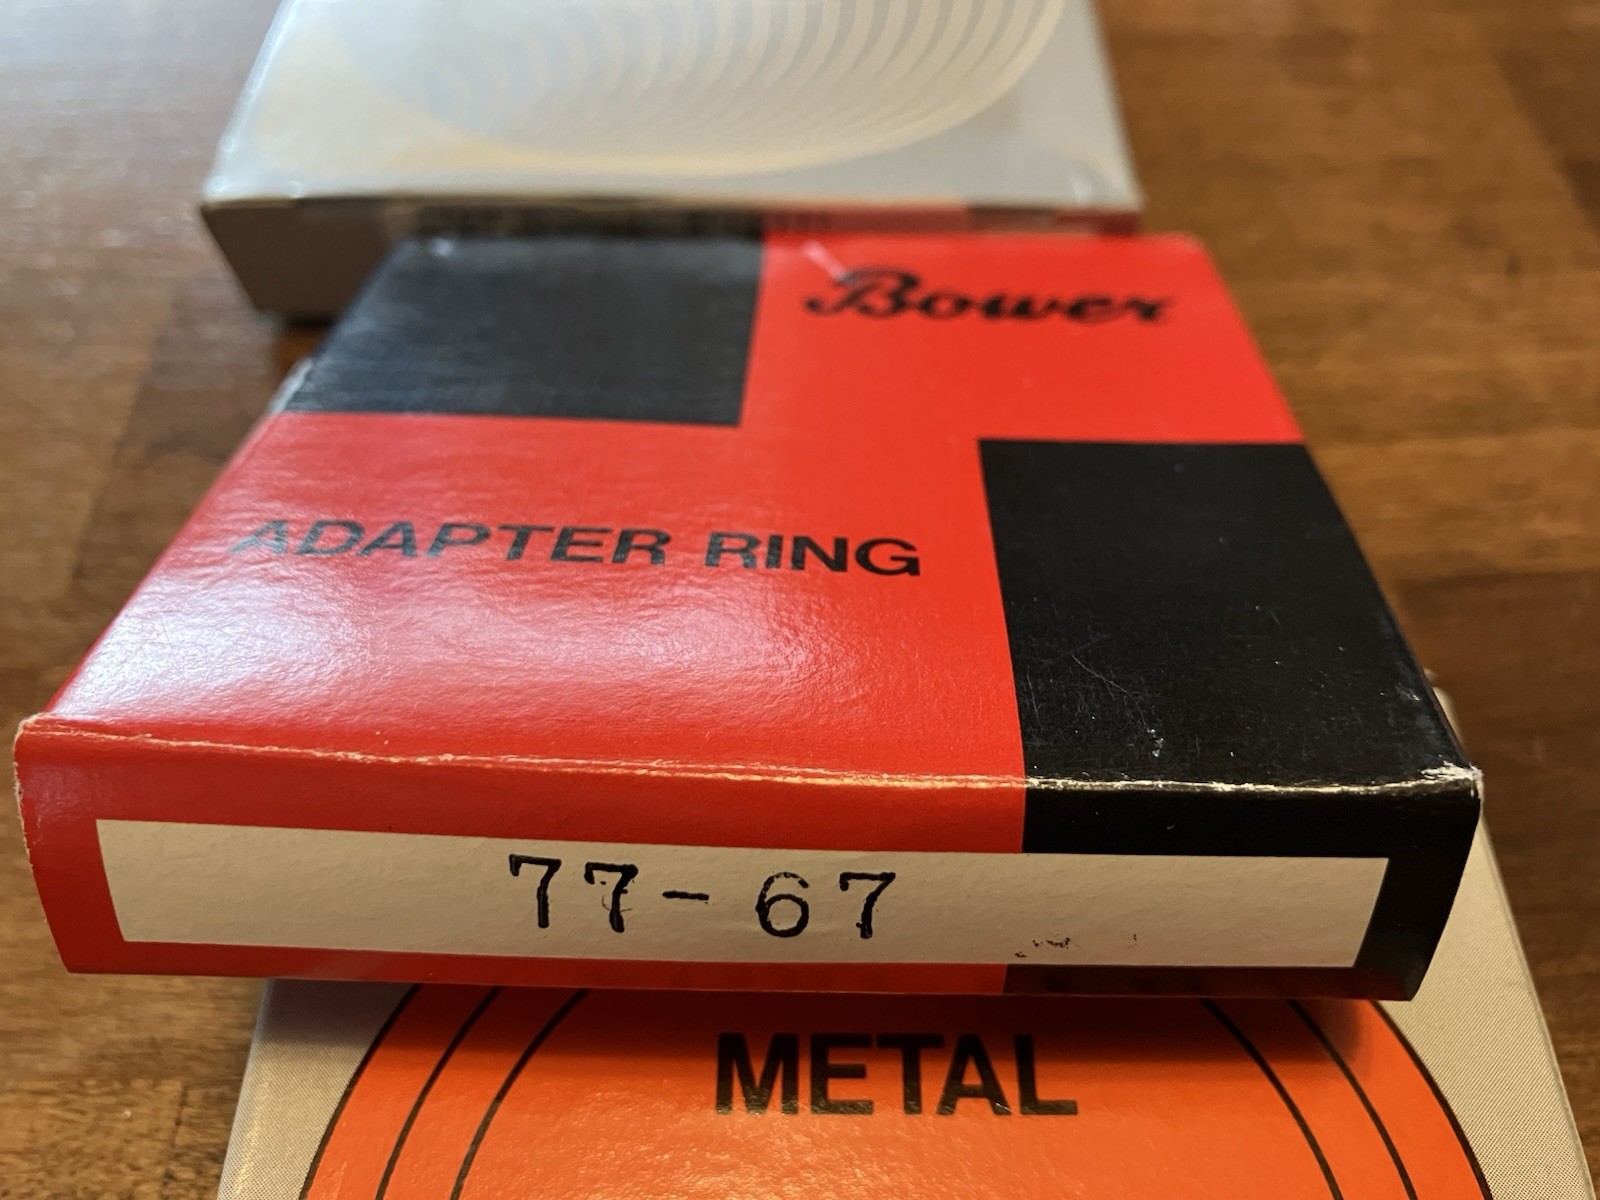 Bower
ADAPTER RING
77-67
METAL